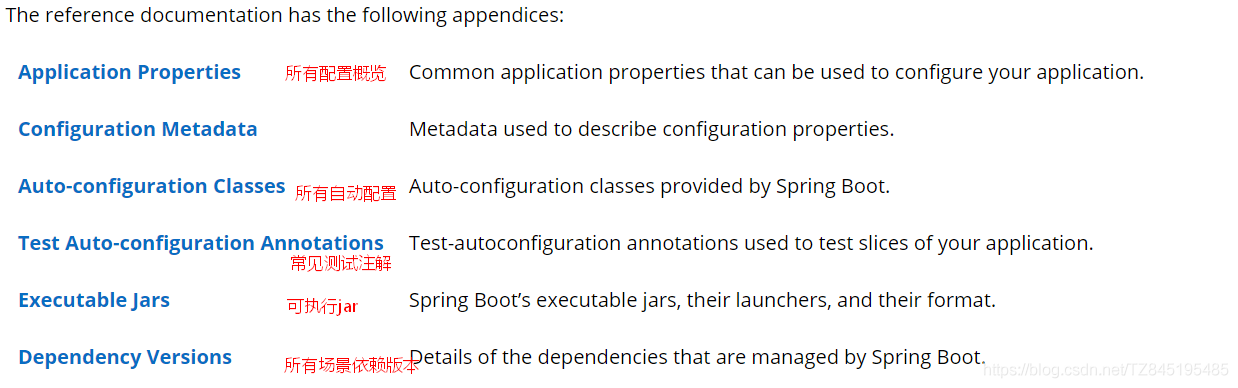 The reference documentation has the following appendices:
Application Properties 所有配置概览 Common application properties that can be used to configure your application.
Configuration Metadata Metadata used to describe configuration properties.
Auto-configuration Classes 所有自动配置 Auto-configuration classes provided by Spring Boot.
Test Auto-configuration Annotations Test-autoconfiguration annotations used to test slices of your application.
常见测试注解
Executable Jars 可执行jar Spring Boot’s executable jars, their launchers, and their format.
Dependency Versions 所有场景依赖版本 Details of the dependencies that are managed by Spring Boot.
https://blog.csdn.net/TZ845195485